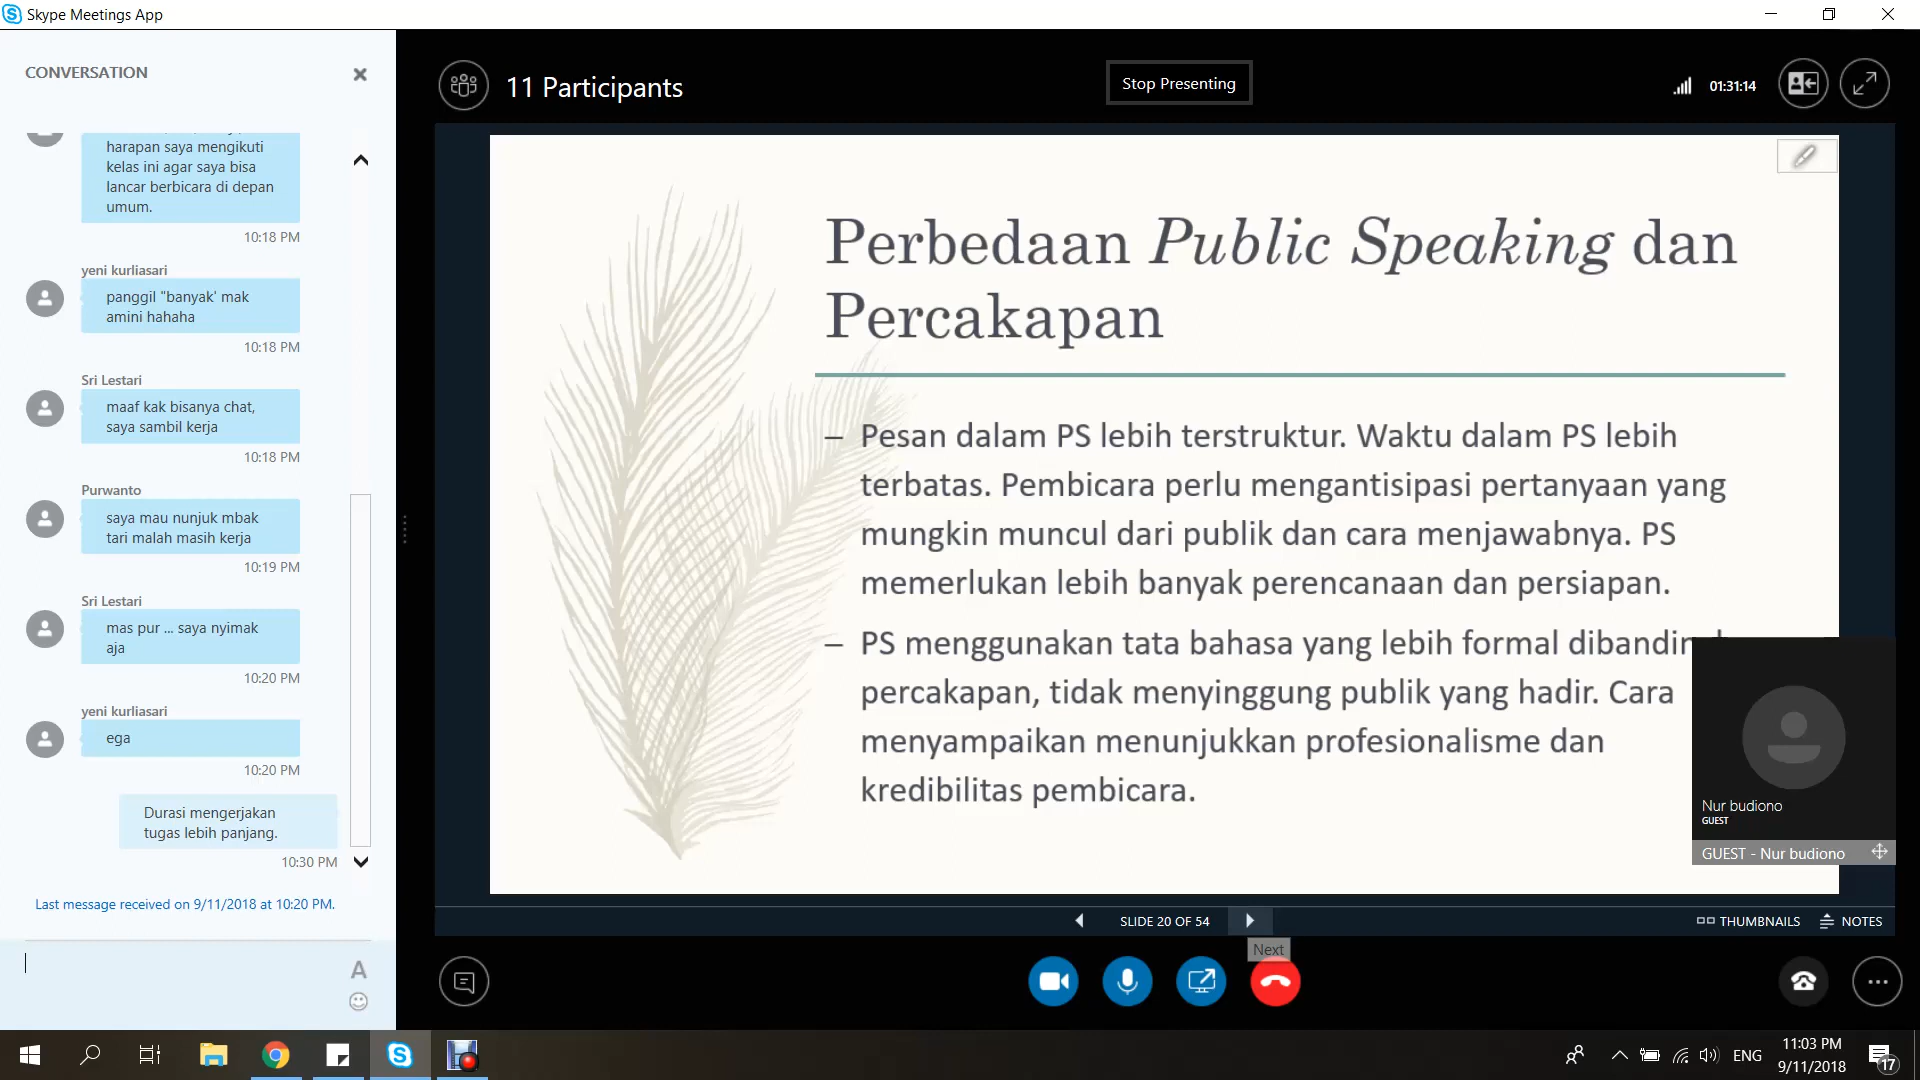 Skype Meetings App
CONVERSATION
harapan saya mengikuti
kelas ini agar saya bisa
lancar berbicara di depan
umum.
10:18 PM
yeni kurliasari
panggil "banyak' mak
amini hahaha
10:18 PM
Sri Lestari
maaf kak bisanya chat,
saya sambil kerja
10:18 PM
Purwanto
saya mau nunjuk mbak
tari malah masih kerja
10:19 PM
Sri Lestari
mas pur ... saya nyimak
aja
10:20 PM
yeni kurliasari
ega
10:20 PM
Durasi mengerjakan
tugas lebih panjang.
10:30 PM
Last message received on 9/11/2018 at 10:20 PM.
A
11 Participants
Stop Presenting
01:31:14
Perbedaan Public Speaking dan
Percakapan
– Pesan dalam PS lebih terstruktur. Waktu dalam PS lebih
terbatas. Pembicara perlu mengantisipasi pertanyaan yang
mungkin muncul dari publik dan cara menjawabnya. PS
memerlukan lebih banyak perencanaan dan persiapan.
– PS menggunakan tata bahasa yang lebih formal
percakapan, tidak menyinggung publik yang hadir. Cara
menyampaikan menunjukkan profesionalisme dan
kredibilitas pembicara.
Nur budiono
GUEST
GUEST - Nur budiono
SLIDE 20 OF 54
THUMBNAILS
NOTES
Next
ENG
11:03 PM
9/11/2018
17